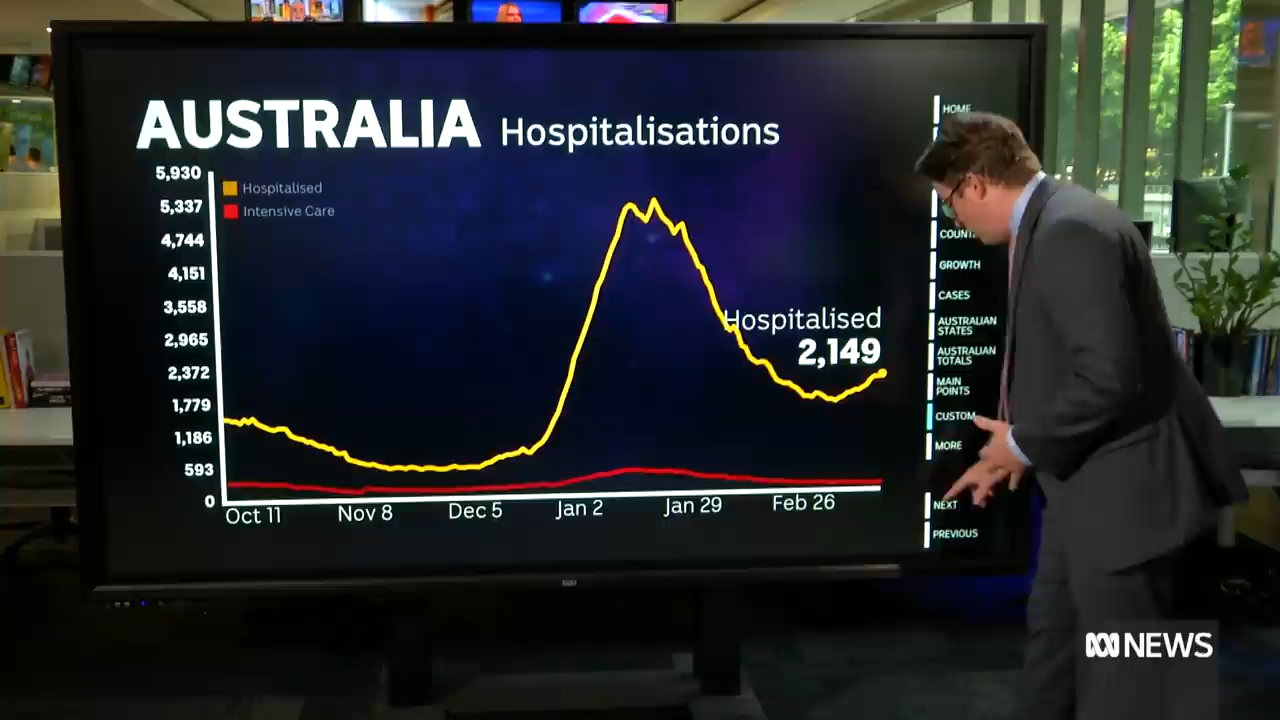 AUSTRALIA Hospitalisations
5,930
5,337
4,744
4,151
3,558
2,965
2,372
1,779
1,186
593
0
Hospitalised
Intensive Care
Hospitalised
2,149
Oct 11
Nov 8
Dec 5
Jan 2
Jan 29
Feb 26
HOME
GROWTH
CASES
AUSTRALIAN
STATES
AUSTRALIAN
TOTALS
MAIN
POINTS
CUSTOM
MORE
NEXT
PREVIOUS
NEWS